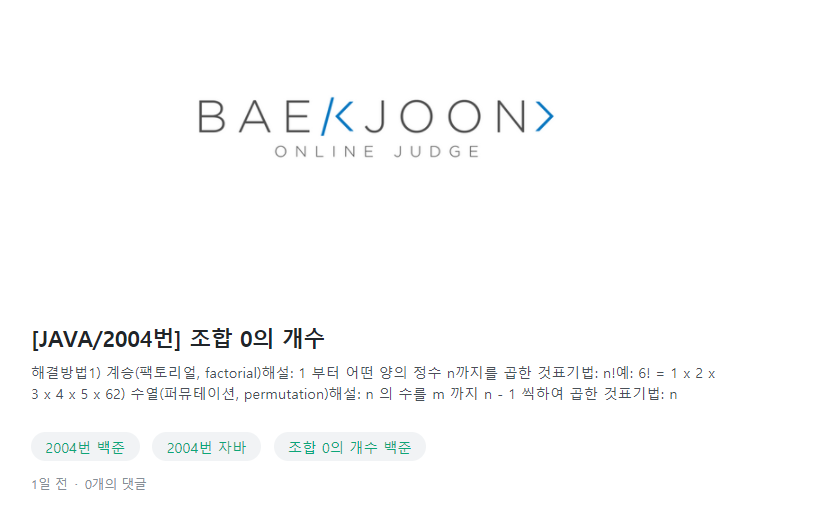 BAEKJOON>
ONLINE JUDGE
[JAVA/2004번] 조합 0의 개수
해결방법1) 계승(팩토리얼, factorial)해설: 1 부터 어떤 양의 정수 n까지를 곱한 것표기법: n!예: 6! = 1 x 2 x
3 x 4 x 5 x 62) 수열(퍼뮤테이션, permutation)해설: n 의 수를 m 까지 n - 1 씩하여 곱한 것표기법: n
2004번 백준
2004번 자바
조합 0의 개수 백준
1일 전 · 0개의 댓글